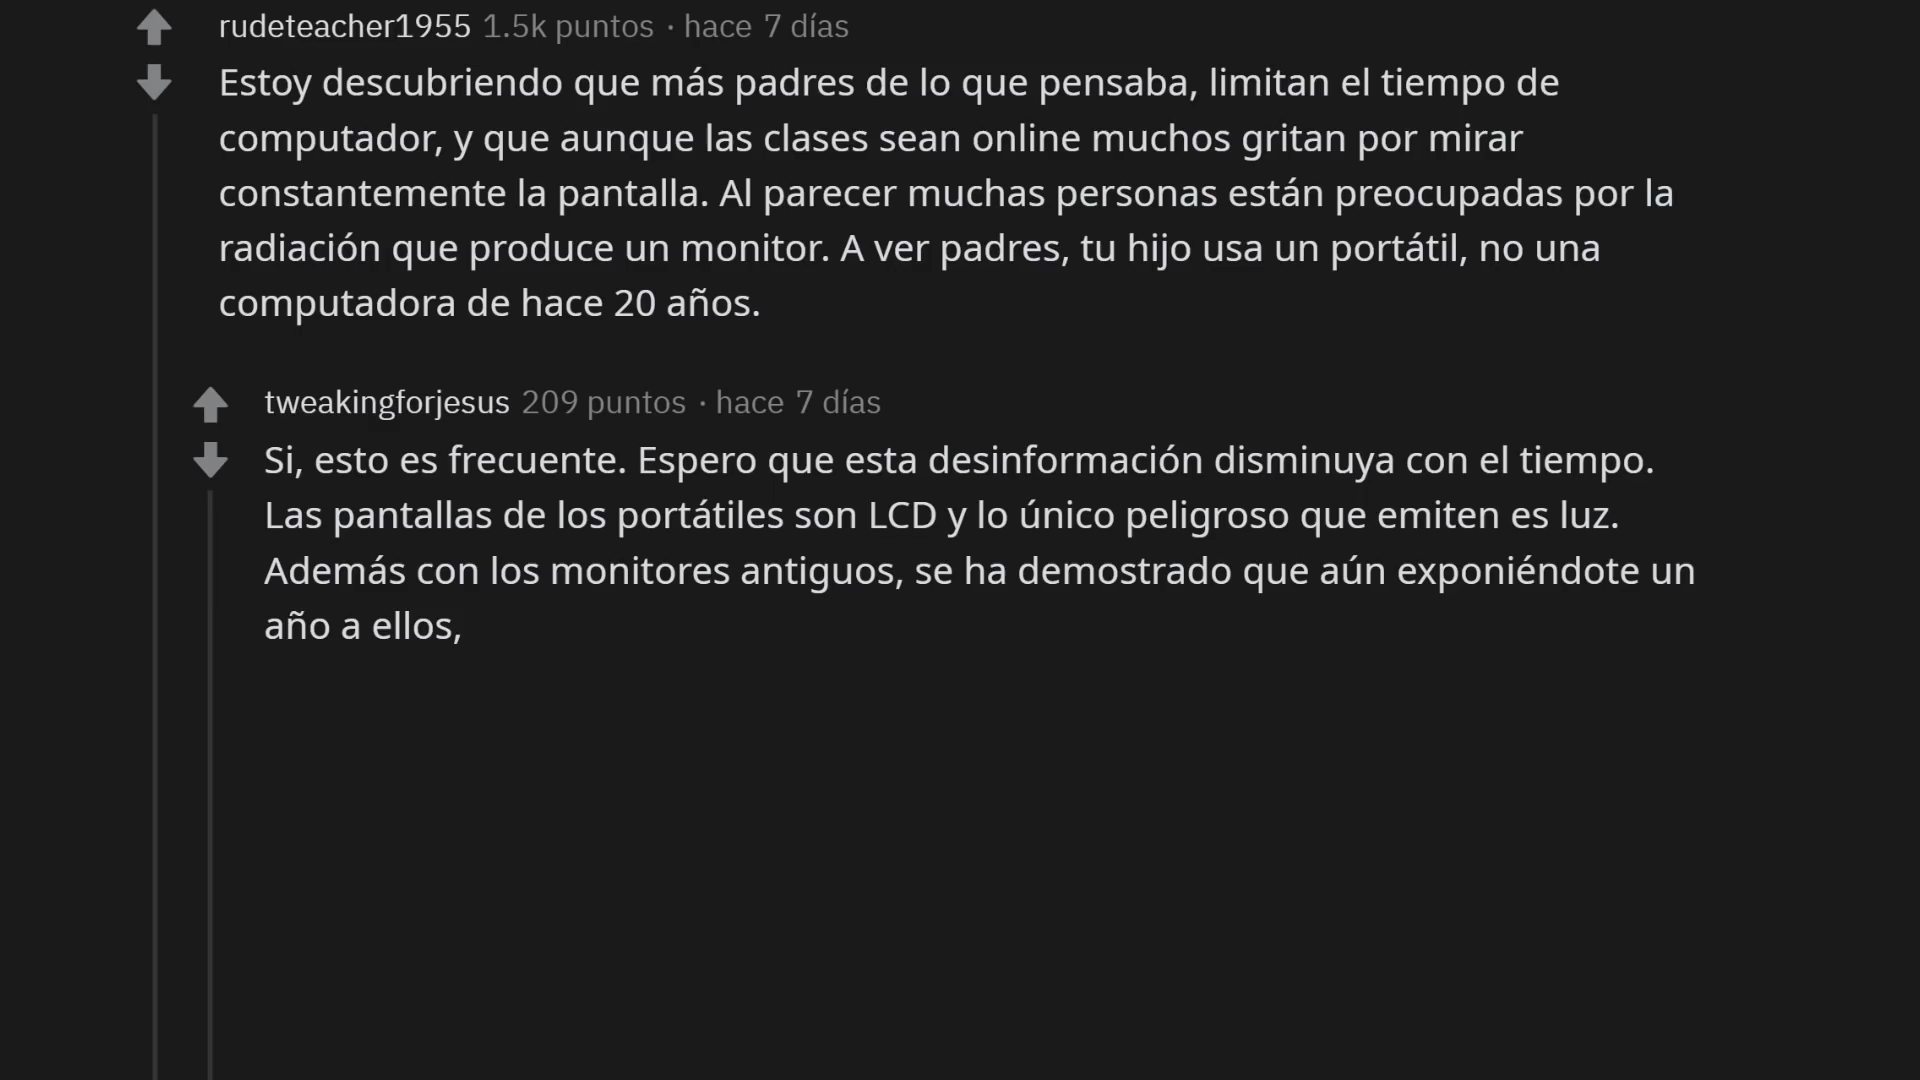 rudeteacher1955 1.5k puntos · hace 7 días
Estoy descubriendo que más padres de lo que pensaba, limitan el tiempo de
computador, y que aunque las clases sean online muchos gritan por mirar
constantemente la pantalla. Al parecer muchas personas están preocupadas por la
radiación que produce un monitor. A ver padres, tu hijo usa un portátil, no una
computadora de hace 20 años.
tweakingforjesus 209 puntos · hace 7 días
Si, esto es frecuente. Espero que esta desinformación disminuya con el tiempo.
Las pantallas de los portátiles son LCD y lo único peligroso que emiten es luz.
Además con los monitores antiguos, se ha demostrado que aún exponiéndote un
año a ellos,